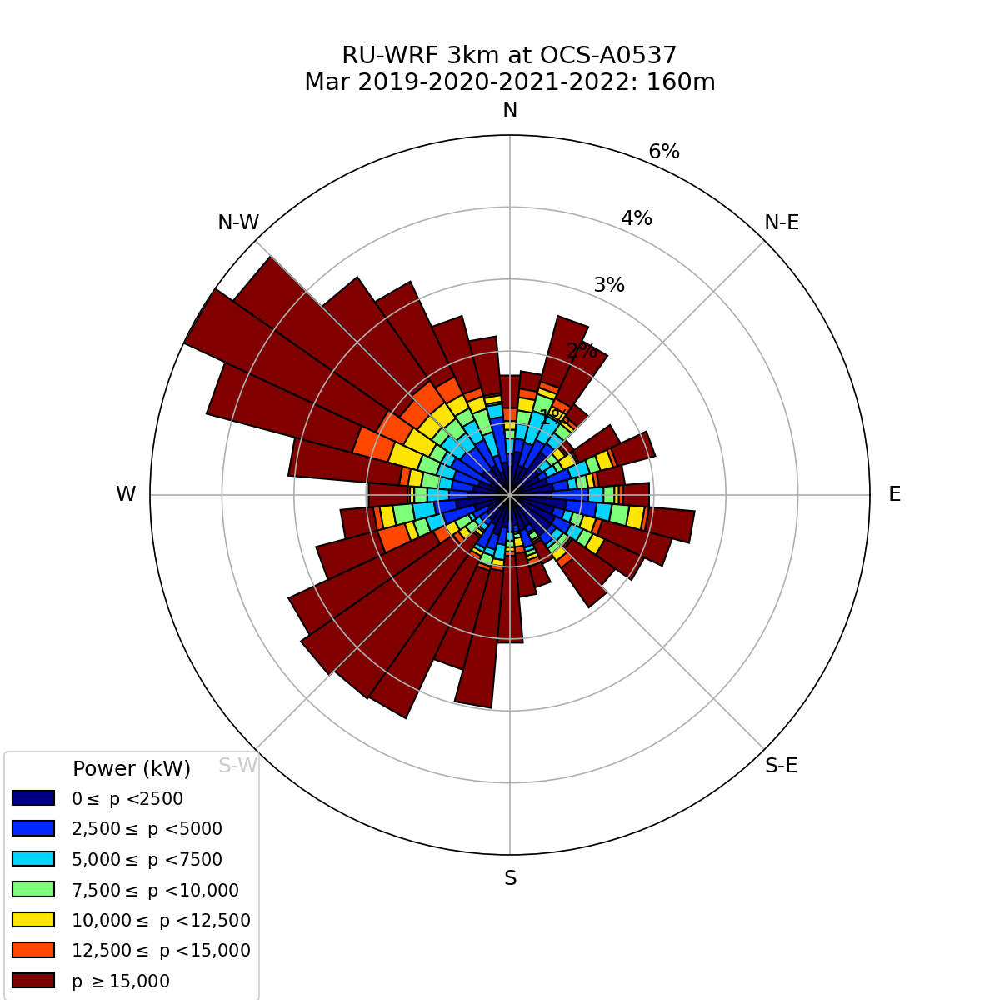 RU-WRF 3km at OCS-A0537
Mar 2019-2020-2021-2022: 160m
N
6%
N-W
4%
N-E
3%
2%
1%
W
E
S-W
S-E
S
Power (kW)
0≤ p <2500
2,500≤ p <5000
5,000≤ p <7500
7,500≤ p <10,000
10,000≤ p <12,500
12,500≤ p <15,000
p ≥15,000